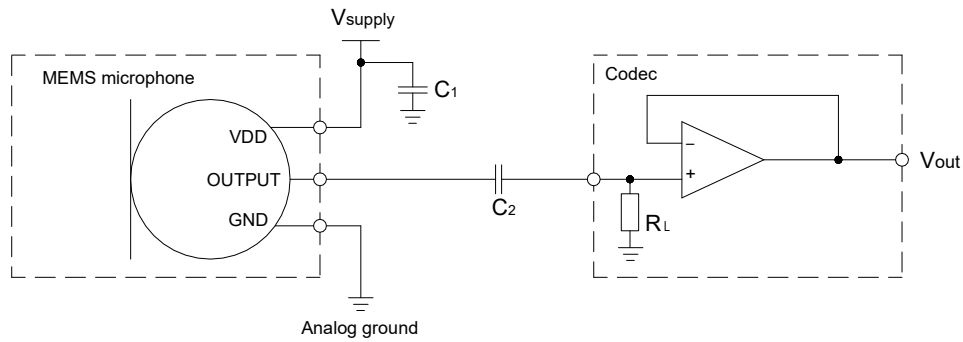 Vsupply
MEMS microphone
C1
Codec
VDD
OUTPUT
GND
C2
RL
−
+
Vout
Analog ground